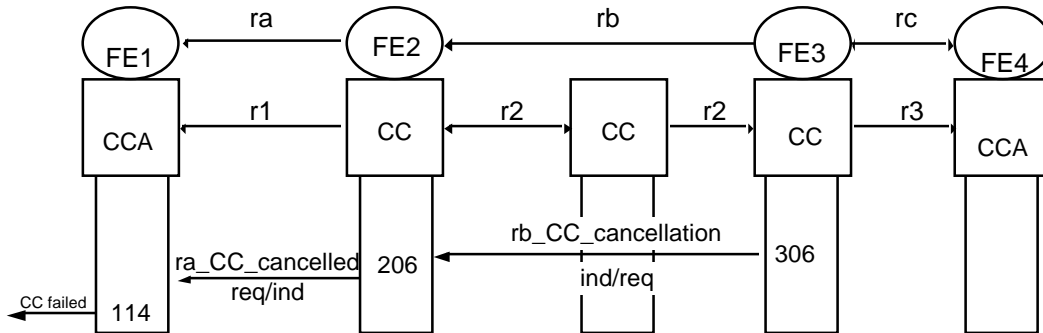 ra
rb
rc
FE1
FE2
FE3
FE4
r1
r2
r2
r3
CCA
CC
CC
CC
CCA
rb_CC_cancellation
ra_CC_cancelled
206
306
ind/req
req/ind
CC failed
114